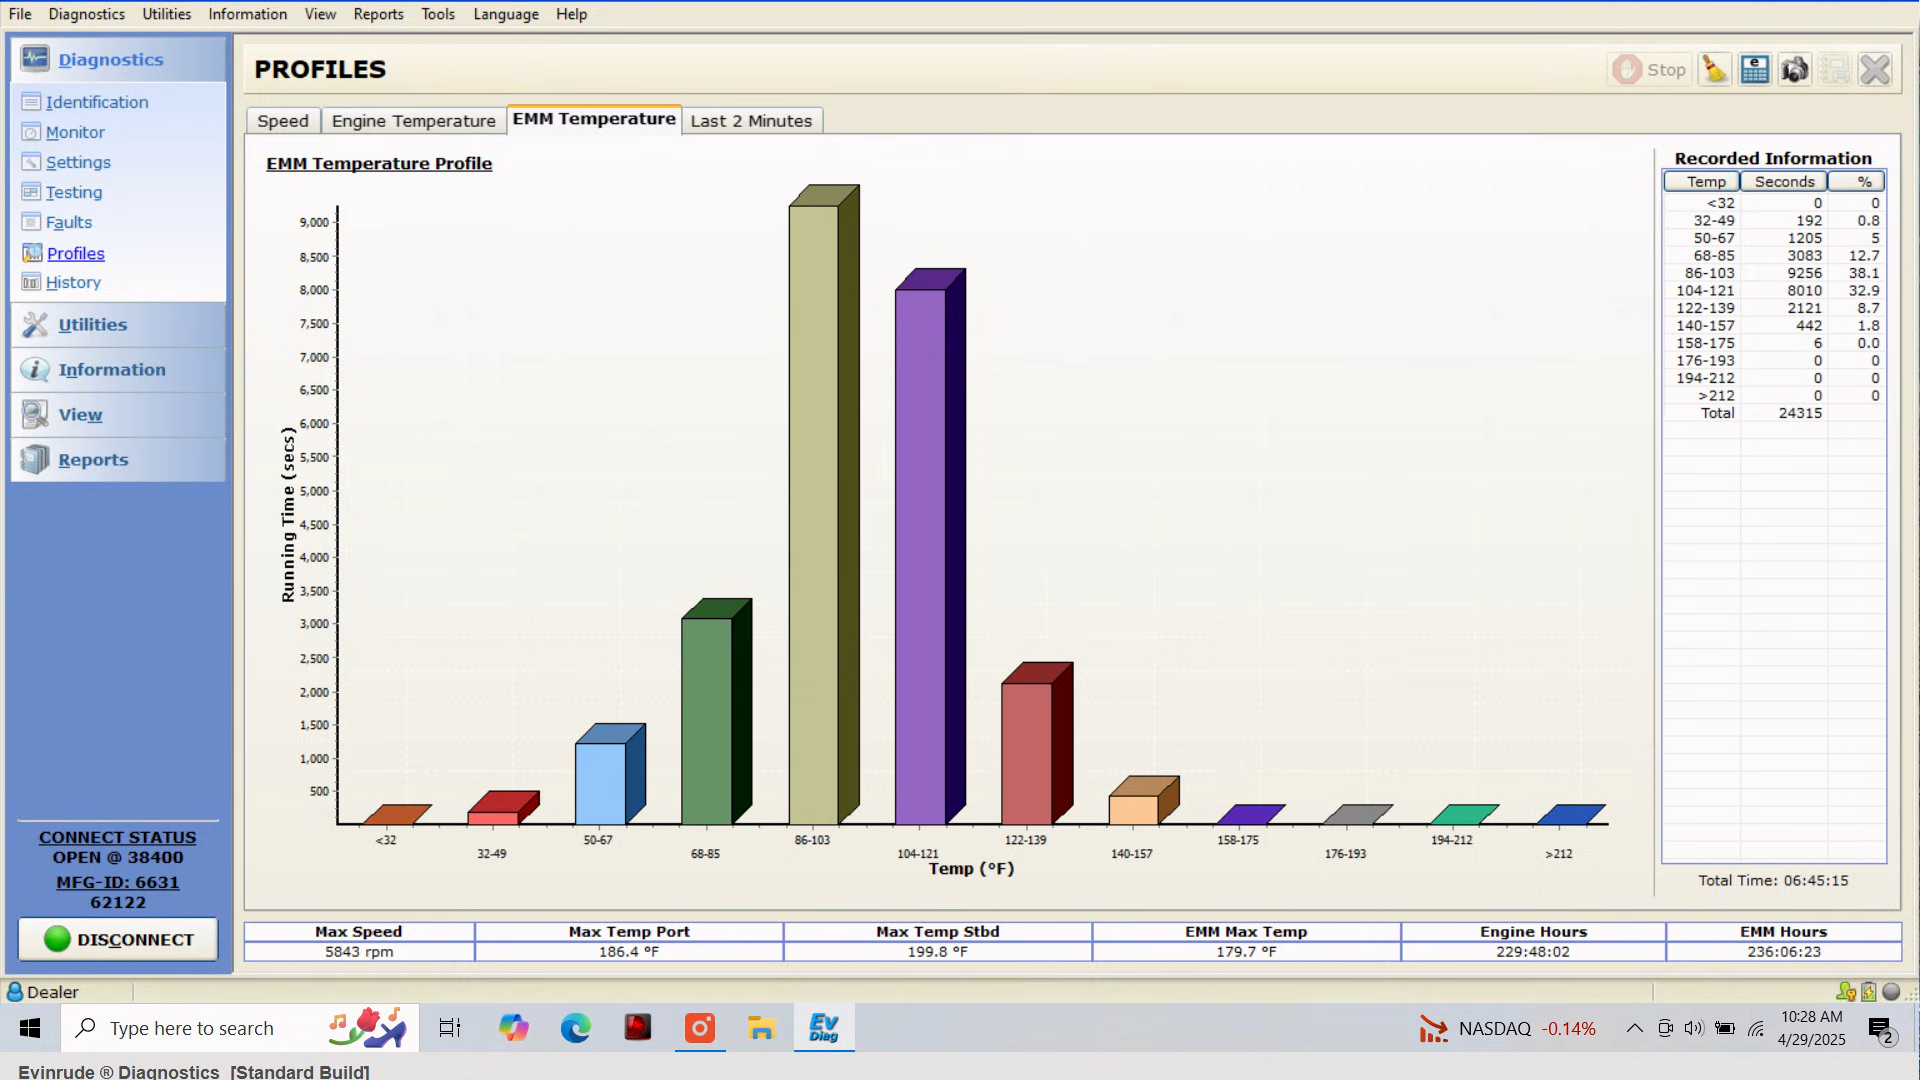 File Diagnostics Utilities Information View Reports Tools Language Help
Diagnostics
Identification
Monitor
Settings
Testing
Faults
Profiles
History
Utilities
Information
View
Reports
CONNECT STATUS
OPEN @ 38400
MFG-ID: 6631
62122
DISCONNECT
PROFILES
Stop
e
Speed Engine Temperature EMM Temperature Last 2 Minutes
EMM Temperature Profile
Running Time (secs)
9,000
8,500
8,000
7,500
7,000
6,500
6,000
5,500
5,000
4,500
4,000
3,500
3,000
2,500
2,000
1,500
1,000
500
<32 32-49 50-67 68-85 86-103 104-121 122-139 140-157 158-175 176-193 194-212 >212
Temp (°F)
Recorded Information
Temp Seconds %
<32 0 0
32-49 192 0.8
50-67 1205 5
68-85 3083 12.7
86-103 9256 38.1
104-121 8010 32.9
122-139 2121 8.7
140-157 442 1.8
158-175 6 0.0
176-193 0 0
194-212 0 0
>212 0 0
Total 24315
Total Time: 06:45:15
Max Speed Max Temp Port Max Temp Stbd EMM Max Temp Engine Hours EMM Hours
5843 rpm 186.4 °F 199.8 °F 179.7 °F 229:48:02 236:06:23
Dealer
Type here to search
Ev
Diag
NASDAQ -0.14%
10:28 AM
4/29/2025
2
Evinrude ® Diagnostics [Standard Build]